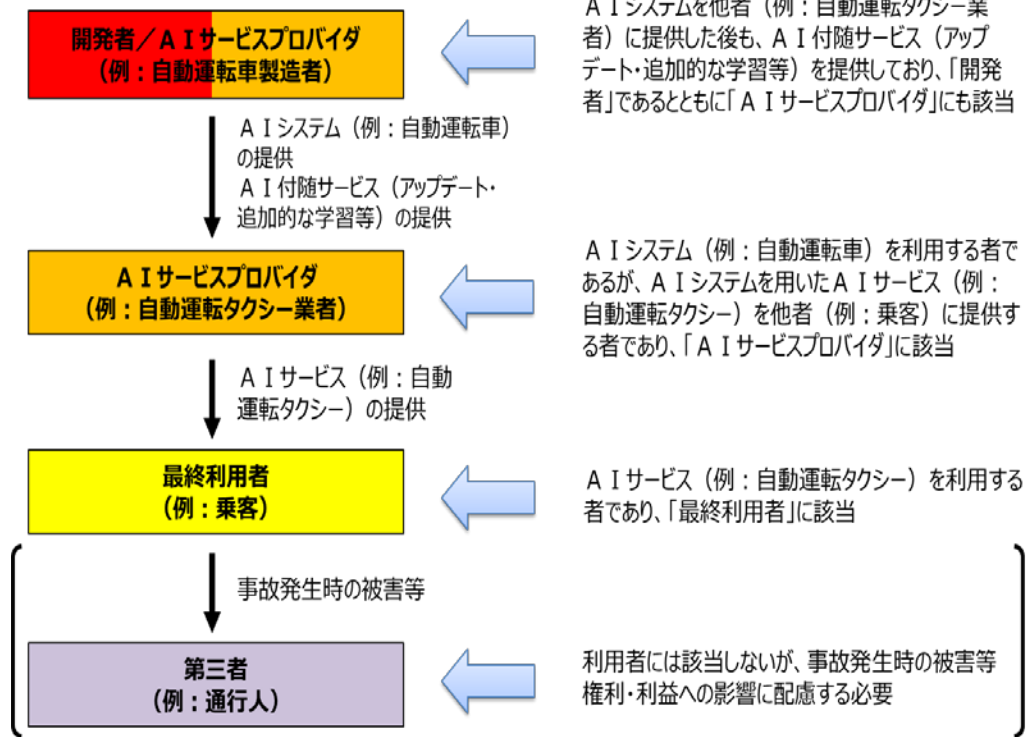 AIシステムを他者（例：自動運転タクシー業
者）に提供した後も、AI付随サービス（アップ
デート・追加的な学習等）を提供しており、「開発
者」であるとともに「AIサービスプロバイダ」にも該当
開発者／AIサービスプロバイダ
（例：自動運転車製造者）
AIシステム（例：自動運転車）
の提供
AI付随サービス（アップデート・
追加的な学習等）の提供
AIサービスプロバイダ
（例：自動運転タクシー業者）
AIシステム（例：自動運転車）を利用する者で
あるが、AIシステムを用いたAIサービス（例：
自動運転タクシー）を他者（例：乗客）に提供す
る者であり、「AIサービスプロバイダ」に該当
AIサービス（例：自動
運転タクシー）の提供
最終利用者
（例：乗客）
AIサービス（例：自動運転タクシー）を利用する
者であり、「最終利用者」に該当
事故発生時の被害等
第三者
（例：通行人）
利用者には該当しないが、事故発生時の被害等
権利・利益への影響に配慮する必要